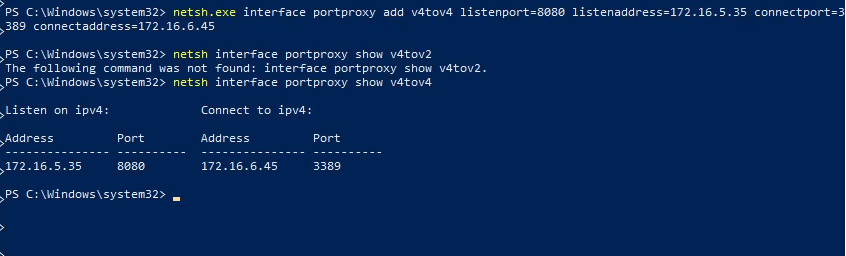 PS C:\Windows\system32> netsh.exe interface portproxy add v4tov4 listenport=8080 listenaddress=172.16.5.35 connectport=3
389 connectaddress=172.16.6.45
PS C:\Windows\system32> netsh interface portproxy show v4tov2
The following command was not found: interface portproxy show v4tov2.
PS C:\Windows\system32> netsh interface portproxy show v4tov4
Listen on ipv4:             Connect to ipv4:
Address         Port        Address         Port
--------------- ----------  --------------- ----------
172.16.5.35     8080        172.16.6.45     3389
PS C:\Windows\system32>